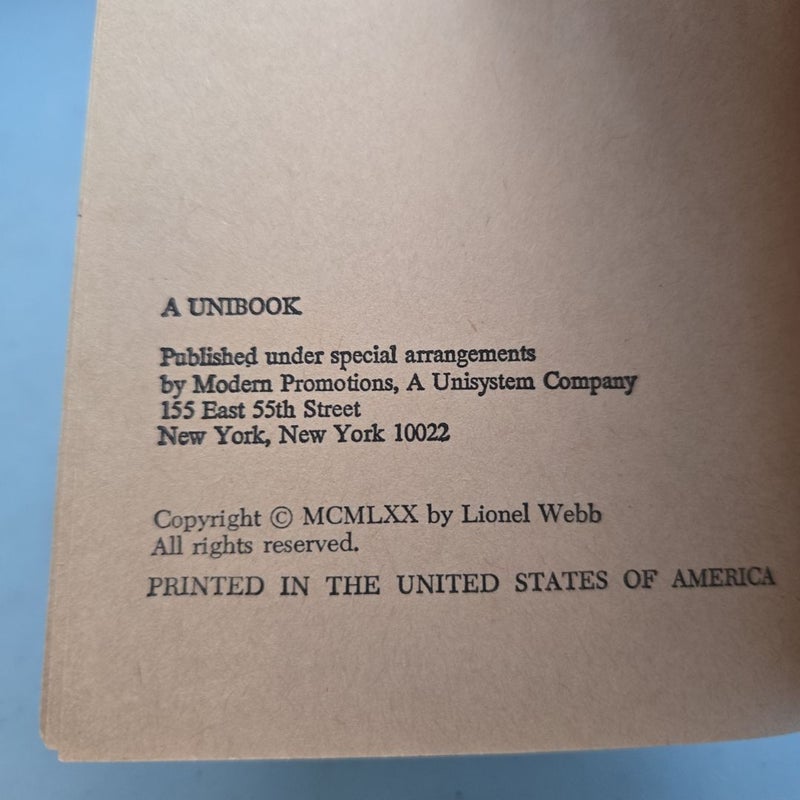 A UNIBOOK
Published under special arrangements
by Modern Promotions, A Unisystem Company
155 East 55th Street
New York, New York 10022
Copyright © MCMLXX by Lionel Webb
All rights reserved.
PRINTED IN THE UNITED STATES OF AMERICA